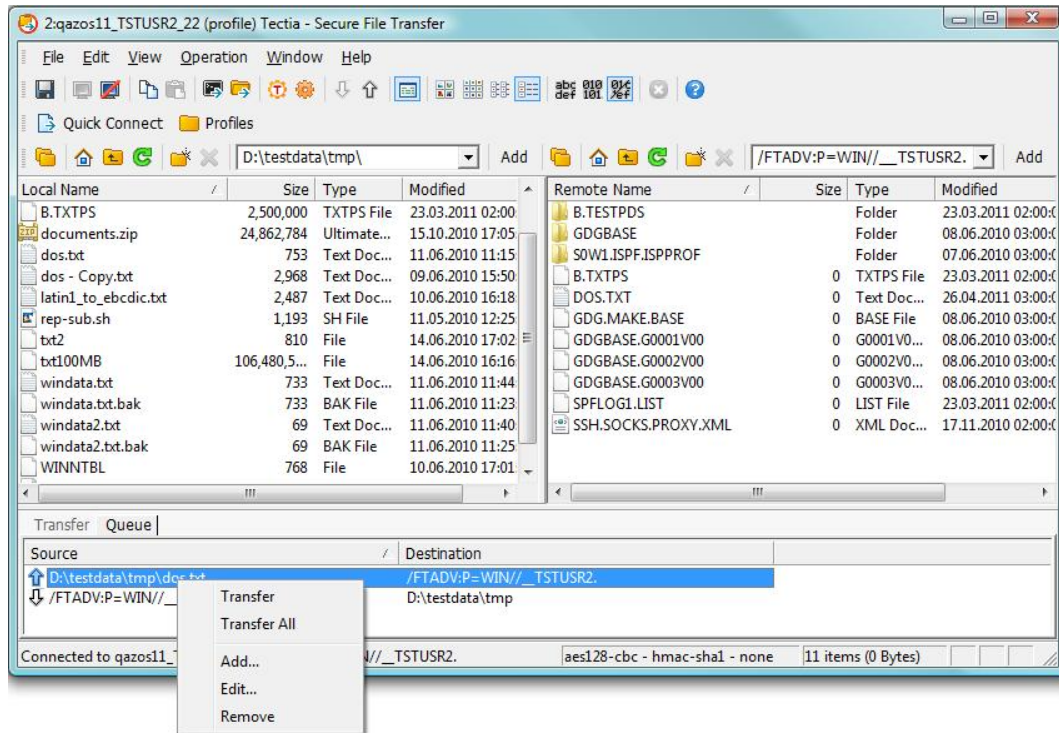 2:qazos11_TSTUSR2_22 (profile) Tectia - Secure File Transfer
File Edit View Operation Window Help
abc def 010 101
Quick Connect Profiles
D:\testdata\tmp\ Add /FTADV:P=WIN//__TSTUSR2. Add
Local Name Size Type Modified
B.TXTPS 2,500,000 TXTPS File 23.03.2011 02:00:
documents.zip 24,862,784 Ultimate... 15.10.2010 17:05:
dos.txt 753 Text Doc... 11.06.2010 11:15:
dos - Copy.txt 2,968 Text Doc... 09.06.2010 15:50:
latin1_to_ebcdic.txt 2,487 Text Doc... 10.06.2010 16:18:
rep-sub.sh 1,193 SH File 11.05.2010 12:25:
txt2 810 File 14.06.2010 17:02:
txt100MB 106,480,5... File 14.06.2010 16:16:
windata.txt 733 Text Doc... 11.06.2010 11:44:
windata.txt.bak 733 BAK File 11.06.2010 11:23:
windata2.txt 69 Text Doc... 11.06.2010 11:40:
windata2.txt.bak 69 BAK File 11.06.2010 11:25:
WINNTBL 768 File 10.06.2010 17:01:
Remote Name Size Type Modified
B.TESTPDS Folder 23.03.2011 02:00:(
GDGBASE Folder 08.06.2010 03:00:(
S0W1.ISPF.ISPPROF Folder 07.06.2010 03:00:(
B.TXTPS 0 TXTPS File 23.03.2011 02:00:(
DOS.TXT 0 Text Doc... 26.04.2011 03:00:(
GDG.MAKE.BASE 0 BASE File 08.06.2010 03:00:(
GDGBASE.G0001V00 0 G0001V0... 08.06.2010 03:00:(
GDGBASE.G0002V00 0 G0002V0... 08.06.2010 03:00:(
GDGBASE.G0003V00 0 G0003V0... 08.06.2010 03:00:(
SPFLOG1.LIST 0 LIST File 23.03.2011 02:00:(
SSH.SOCKS.PROXY.XML 0 XML Doc... 17.11.2010 02:00:(
Transfer Queue
Source Destination
D:\testdata\tmp\dos.txt /FTADV:P=WIN//__TSTUSR2.
/FTADV:P=WIN//__ D:\testdata\tmp
Transfer
Transfer All
Add...
Edit...
Remove
Connected to qazos11_ //__TSTUSR2. aes128-cbc - hmac-sha1 - none 11 items (0 Bytes)